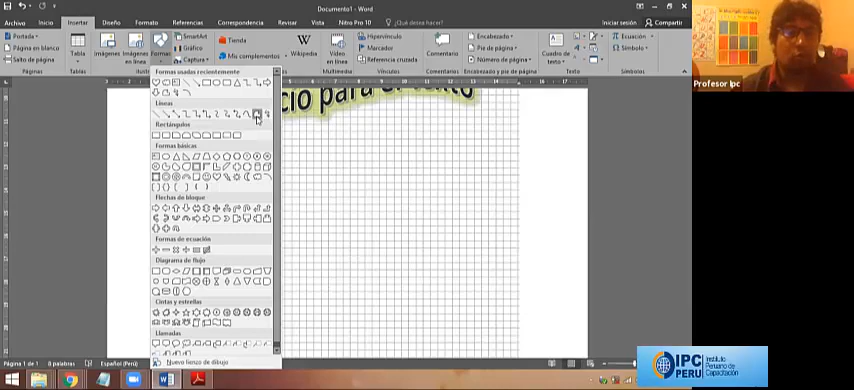 Documento1 - Word
Archivo Inicio Insertar Diseño Formato Referencias Correspondencia Revisar Vista Nitro Pro 10 ¿Qué desea hacer? Iniciar sesión Compartir
Portada
Página en blanco
Salto de página
Páginas
Tabla
Tablas
Imágenes
Imágenes en línea
Formas
SmartArt
Gráfico
Captura
Tienda
Mis complementos
Wikipedia
Vídeo en línea
Multimedia
Hipervínculo
Marcador
Referencia cruzada
Vínculos
Comentario
Comentarios
Encabezado
Pie de página
Número de página
Encabezado y pie de página
Cuadro de texto
Texto
Ecuación
Símbolo
Símbolos
Formas usadas recientemente
Líneas
Rectángulos
Formas básicas
Flechas de bloque
Formas de ecuación
Diagrama de flujo
Cintas y estrellas
Llamadas
Nuevo lienzo de dibujo
cio para el texto
Profesor Ipc
Página 1 de 1 8 palabras Español (Perú)
IPC PERU
Instituto
Peruano de
Capacitación